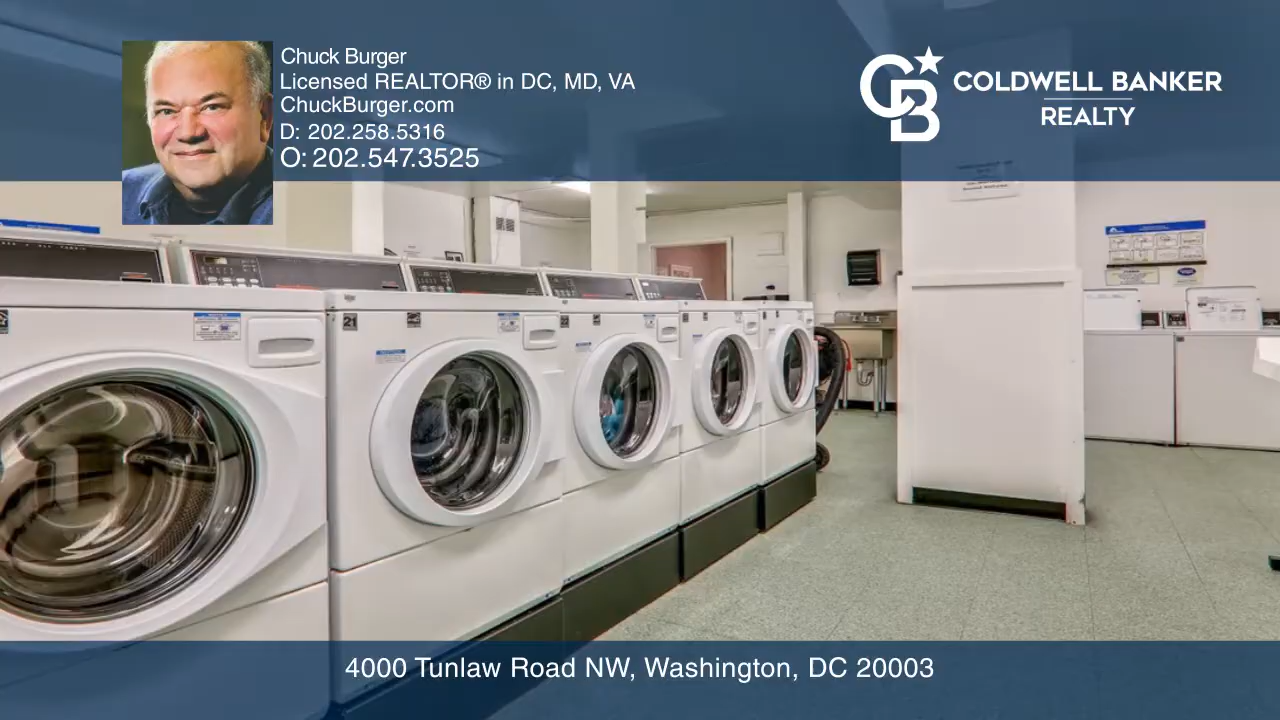 Chuck Burger
Licensed REALTOR® in DC, MD, VA
ChuckBurger.com
D: 202.258.5316
O: 202.547.3525
COLDWELL BANKER
REALTY
21
4000 Tunlaw Road NW, Washington, DC 20003